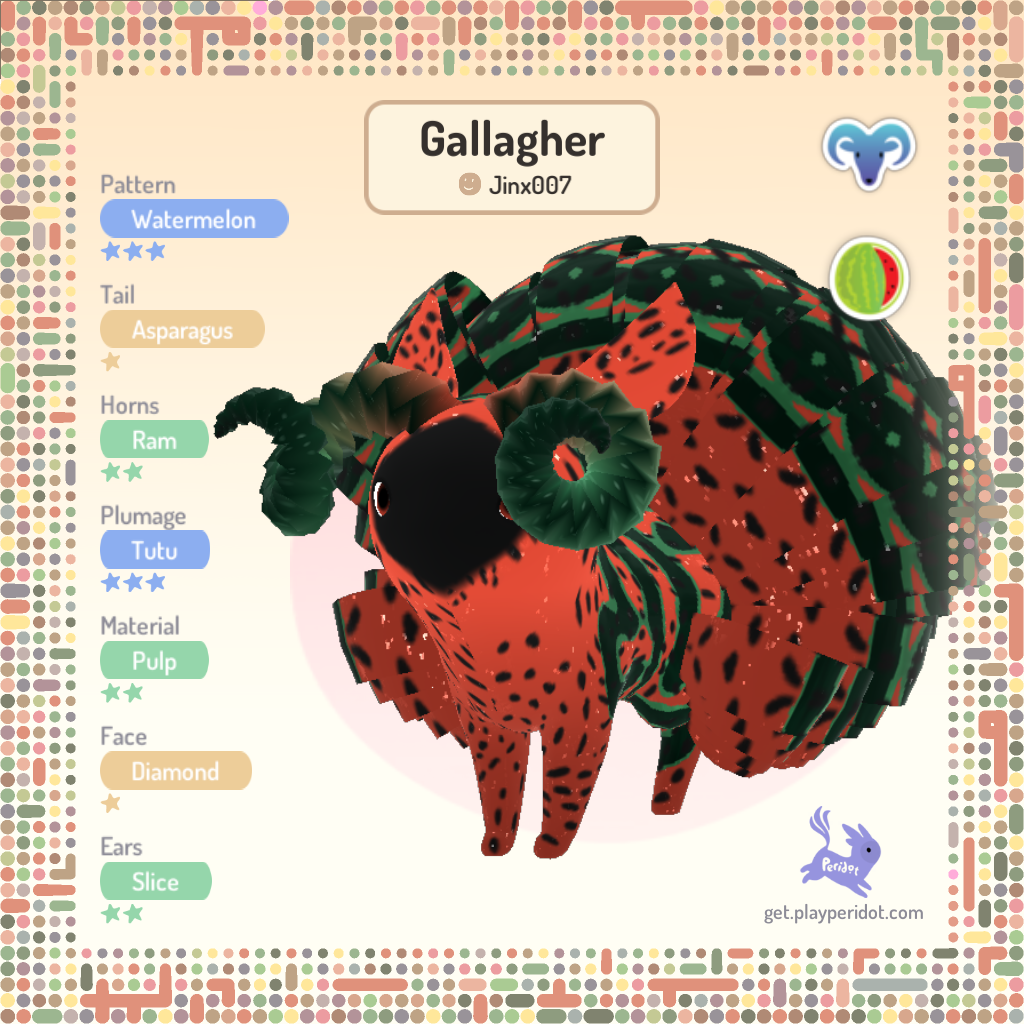 Gallagher
Jinx007
Pattern
Watermelon
Tail
Asparagus
Horns
Ram
Plumage
Tutu
Material
Pulp
Face
Diamond
Ears
Slice
Peridot
get.playperidot.com